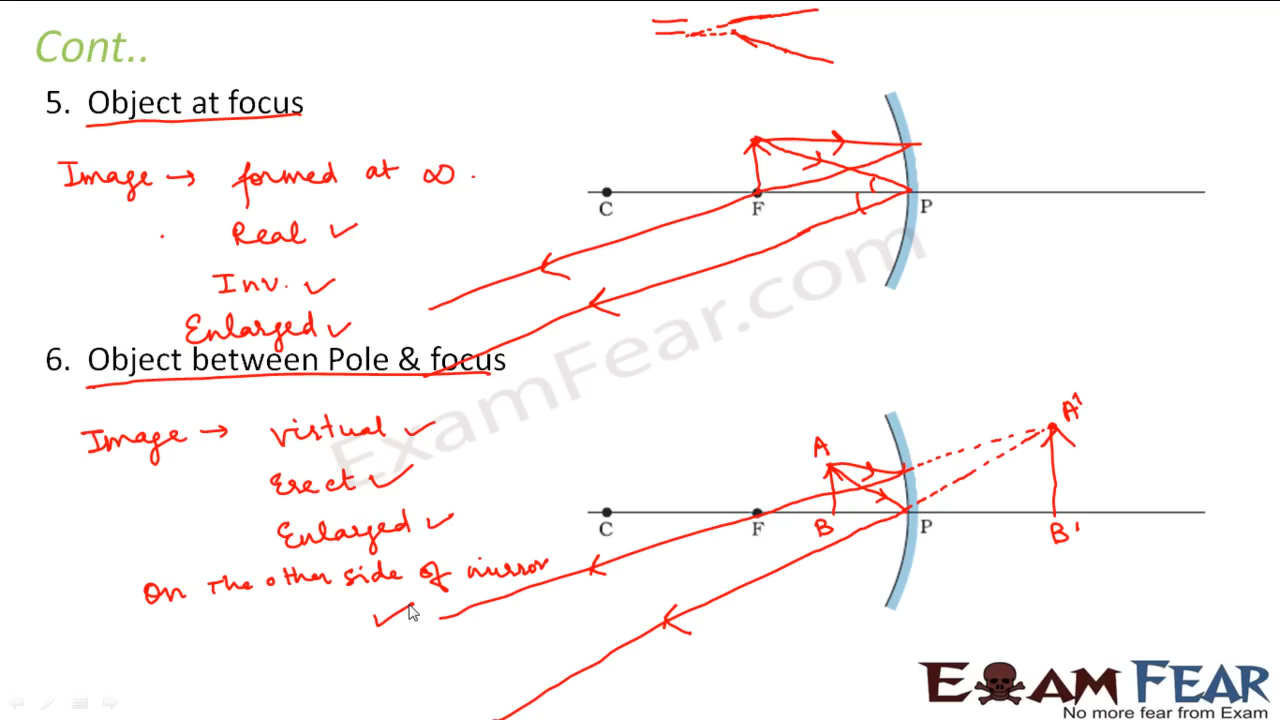 Cont..
5. Object at focus
Image → formed at ∞.
Real ✓
Inv. ✓
Enlarged ✓
C F P
6. Object between Pole & focus
Image → virtual ✓
Erect ✓
Enlarged ✓
On the other side of mirror
✓
A A'
C F B P B'
ExamFear.com
EXAM FEAR
No more fear from Exam